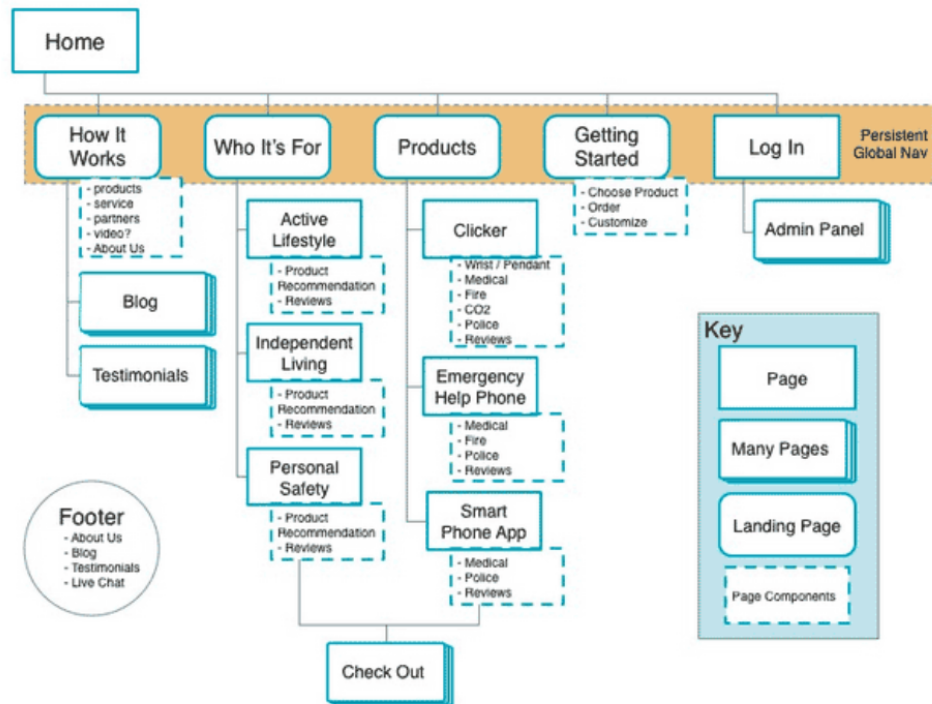 Home
How It
Works
Who It's For
Products
Getting
Started
Log In
Persistent
Global Nav
- products
- service
- partners
- video?
- About Us
Blog
Testimonials
Active
Lifestyle
- Product
Recommendation
- Reviews
Independent
Living
- Product
Recommendation
- Reviews
Personal
Safety
- Product
Recommendation
- Reviews
Clicker
- Wrist / Pendant
- Medical
- Fire
- CO2
- Police
- Reviews
Emergency
Help Phone
- Medical
- Fire
- Police
- Reviews
Smart
Phone App
- Medical
- Police
- Reviews
- Choose Product
- Order
- Customize
Admin Panel
Check Out
Footer
- About Us
- Blog
- Testimonials
- Live Chat
Key
Page
Many Pages
Landing Page
Page Components